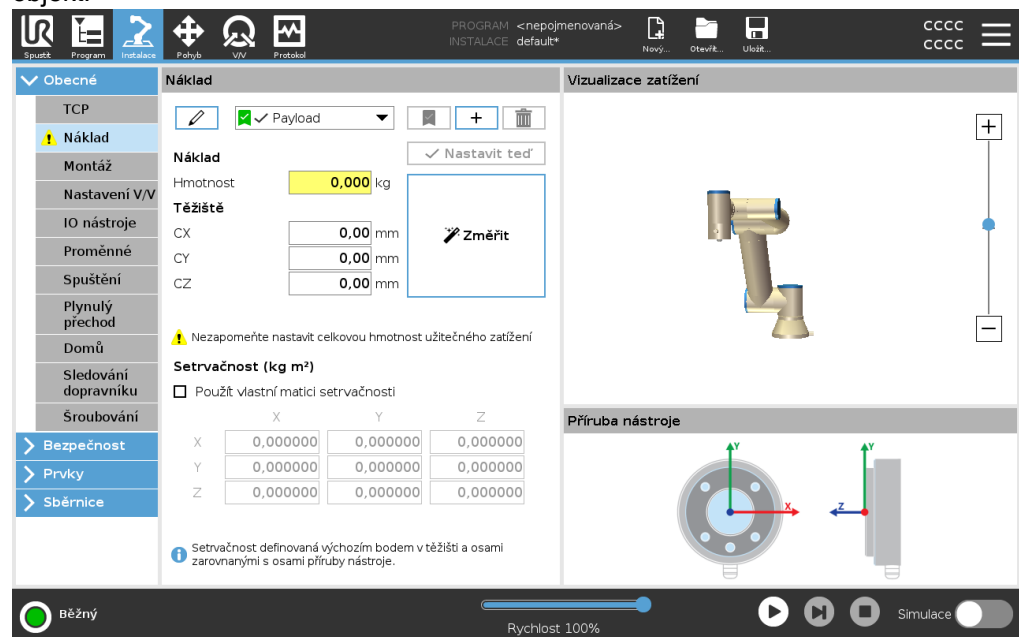 PROGRAM <nepojmenovaná>
INSTALACE default*
cccc
cccc
Spustit Program Instalace Pohyb V/V Protokol Nový... Otevřít... Uložit...
Obecné
TCP
Náklad
Montáž
Nastavení V/V
IO nástroje
Proměnné
Spuštění
Plynulý
přechod
Domů
Sledování
dopravníku
Šroubování
Bezpečnost
Prvky
Sběrnice
Náklad
Payload
Náklad
Nastavit teď
Hmotnost 0,000 kg
Těžiště
CX 0,00 mm
CY 0,00 mm
CZ 0,00 mm
Změřit
Nezapomeňte nastavit celkovou hmotnost užitečného zatížení
Setrvačnost (kg m²)
Použít vlastní matici setrvačnosti
X Y Z
X 0,000000 0,000000 0,000000
Y 0,000000 0,000000 0,000000
Z 0,000000 0,000000 0,000000
Setrvačnost definovaná výchozím bodem v těžišti a osami
zarovnanými s osami příruby nástroje.
Vizualizace zatížení
Příruba nástroje
Y Y
X Z
Běžný
Rychlost 100%
Simulace